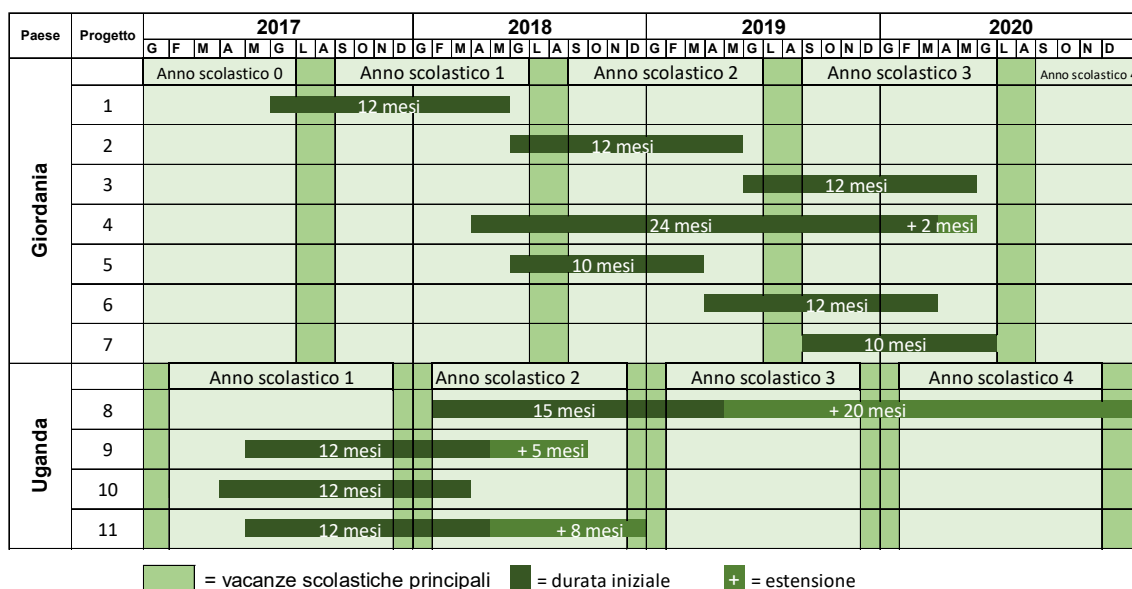 Paese Progetto 2017 2018 2019 2020
G F M A M G L A S O N D G F M A M G L A S O N D G F M A M G L A S O N D G F M A M G L A S O N D
Giordania
Anno scolastico 0 Anno scolastico 1 Anno scolastico 2 Anno scolastico 3 Anno scolastico 4
1 12 mesi
2 12 mesi
3 12 mesi
4 24 mesi + 2 mesi
5 10 mesi
6 12 mesi
7 10 mesi
Uganda
Anno scolastico 1 Anno scolastico 2 Anno scolastico 3 Anno scolastico 4
8 15 mesi + 20 mesi
9 12 mesi + 5 mesi
10 12 mesi
11 12 mesi + 8 mesi
= vacanze scolastiche principali = durata iniziale + = estensione